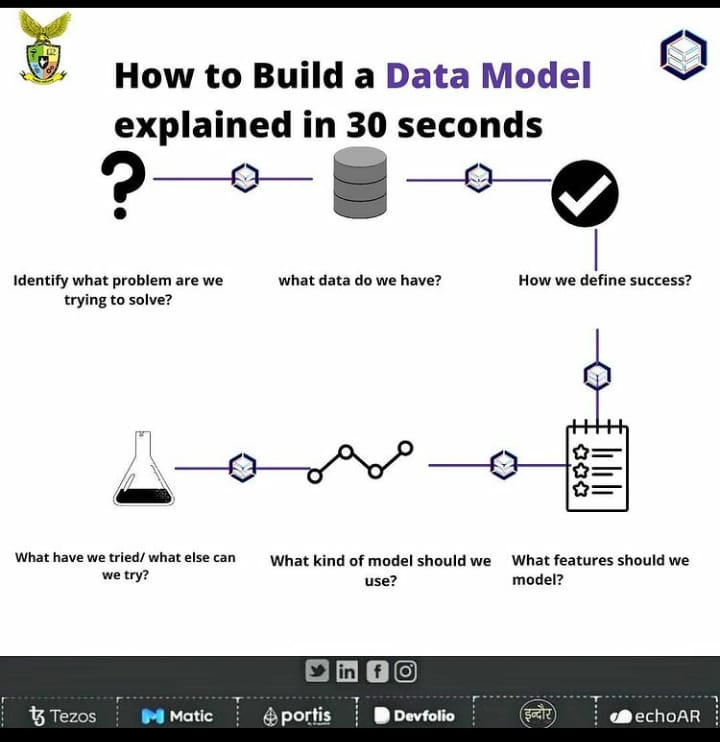 How to Build a Data Model
explained in 30 seconds
Identify what problem are we
trying to solve?
what data do we have?
How we define success?
What have we tried/ what else can
we try?
What kind of model should we
use?
What features should we
model?
Tezos
Matic
portis
Devfolio
इन्दौर
echoAR